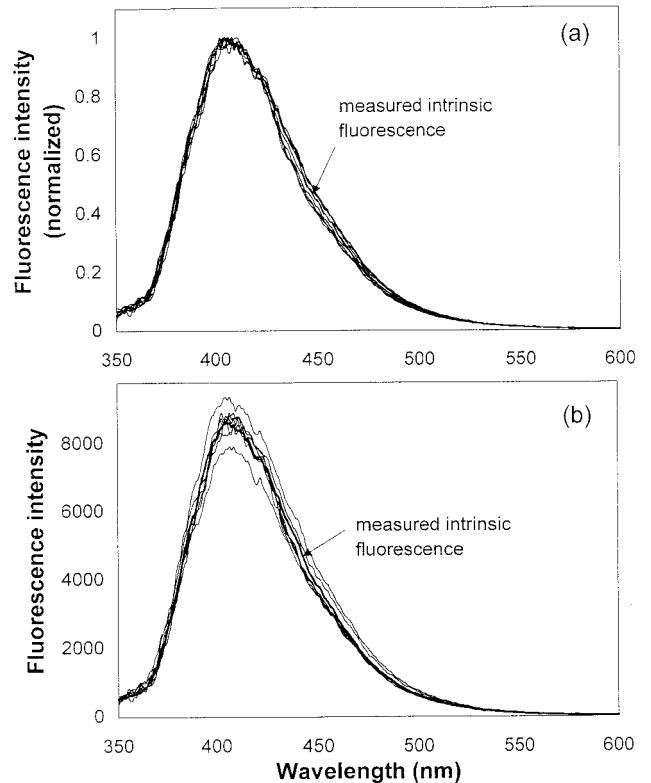 (a)
Fluorescence intensity
(normalized)
1
0.8
0.6
0.4
0.2
0
measured intrinsic
fluorescence
350 400 450 500 550 600
(b)
Fluorescence intensity
8000
6000
4000
2000
0
measured intrinsic
fluorescence
350 400 450 500 550 600
Wavelength (nm)